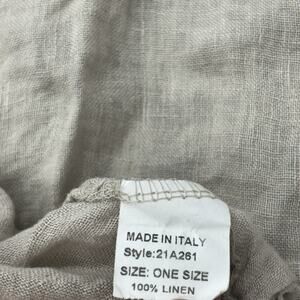 MADE IN ITALY
Style:21A261
SIZE: ONE SIZE
100% LINEN